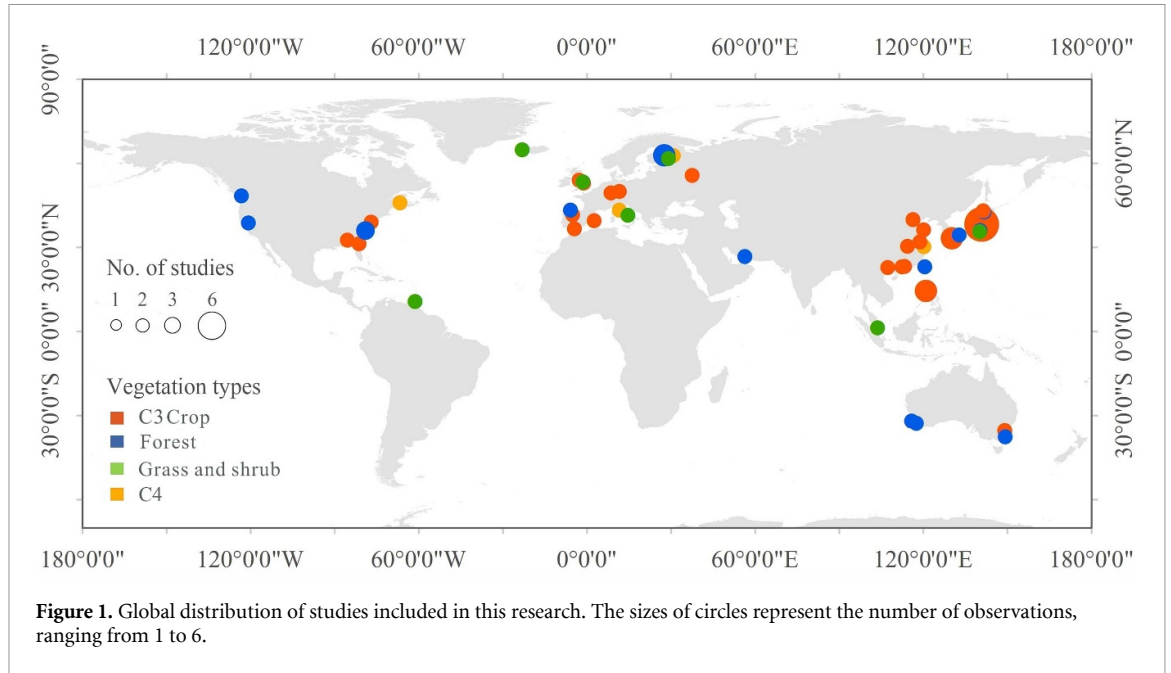 120°0'0"W 60°0'0"W 0°0'0" 60°0'0"E 120°0'0"E 180°0'0"
90°0'0"
60°0'0"N
30°0'0"N
30°0'0"N
No. of studies
1 2 3 6
0°0'0"
0°0'0"
Vegetation types
C3 Crop
Forest
Grass and shrub
C4
30°0'0"S
30°0'0"S
180°0'0" 120°0'0"W 60°0'0"W 0°0'0" 60°0'0"E 120°0'0"E 180°0'0"
Figure 1. Global distribution of studies included in this research. The sizes of circles represent the number of observations,
ranging from 1 to 6.